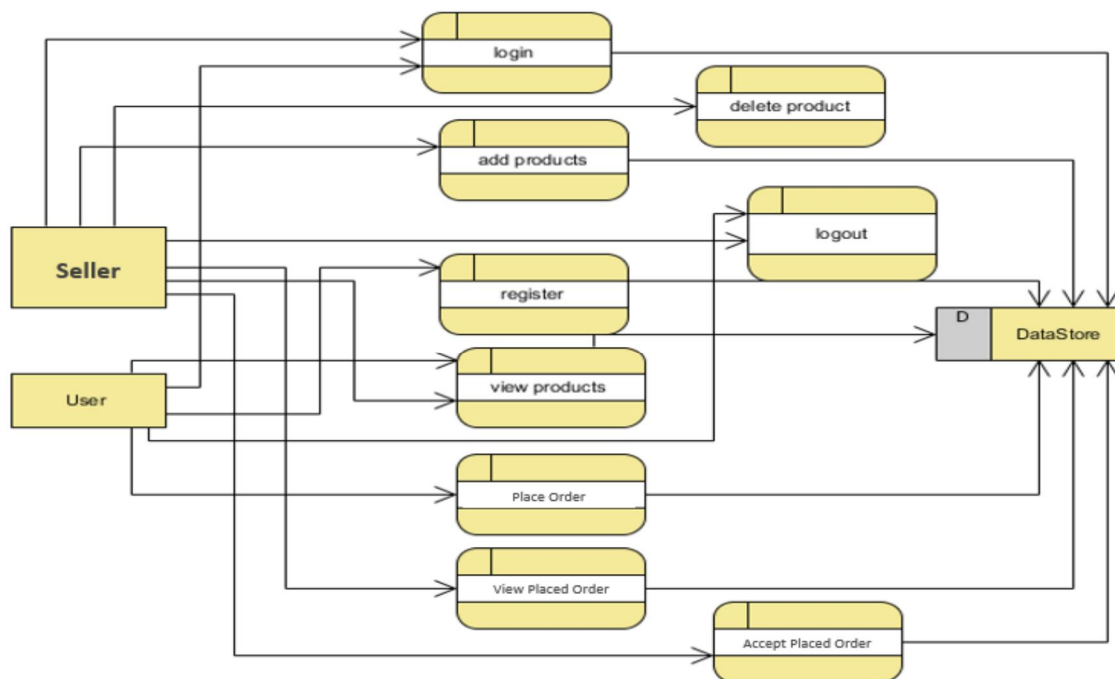 login
delete product
add products
logout
Seller
register
D
DataStore
view products
User
Place Order
View Placed Order
Accept Placed Order